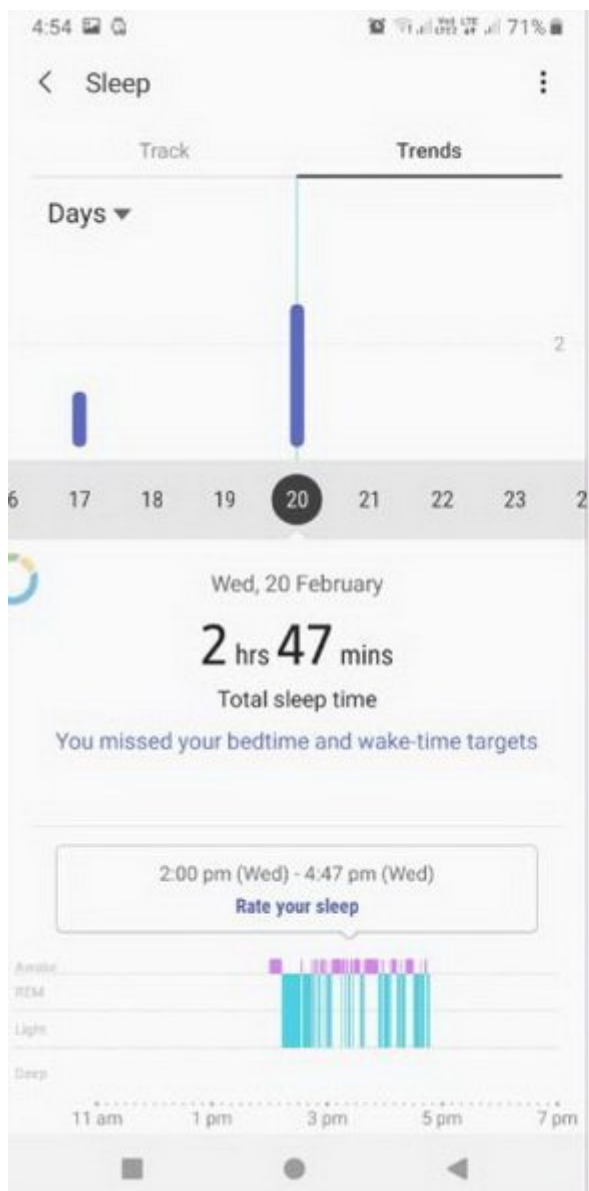 4:54 71%
Sleep
Track Trends
Days
2
6 17 18 19 20 21 22 23 2
Wed, 20 February
2 hrs 47 mins
Total sleep time
You missed your bedtime and wake-time targets
2:00 pm (Wed) - 4:47 pm (Wed)
Rate your sleep
Awake
REM
Light
Deep
11 am 1 pm 3 pm 5 pm 7 pm